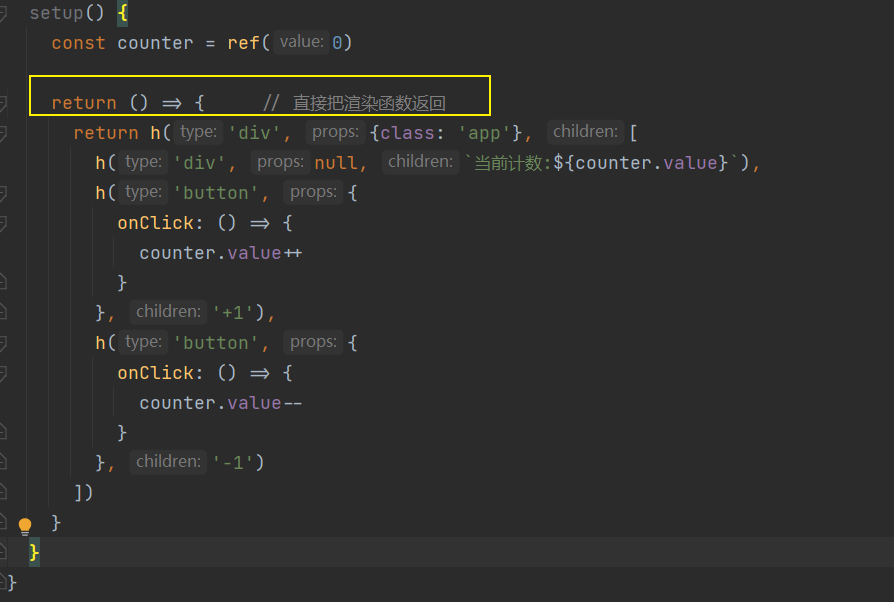 setup() {
const counter = ref( value: 0)
return () => {     // 直接把渲染函数返回
return h( type: 'div', props: {class: 'app'}, children: [
h( type: 'div', props: null, children: `当前计数:${counter.value}`),
h( type: 'button', props: {
onClick: () => {
counter.value++
}
}, children: '+1'),
h( type: 'button', props: {
onClick: () => {
counter.value--
}
}, children: '-1')
])
}
}
}